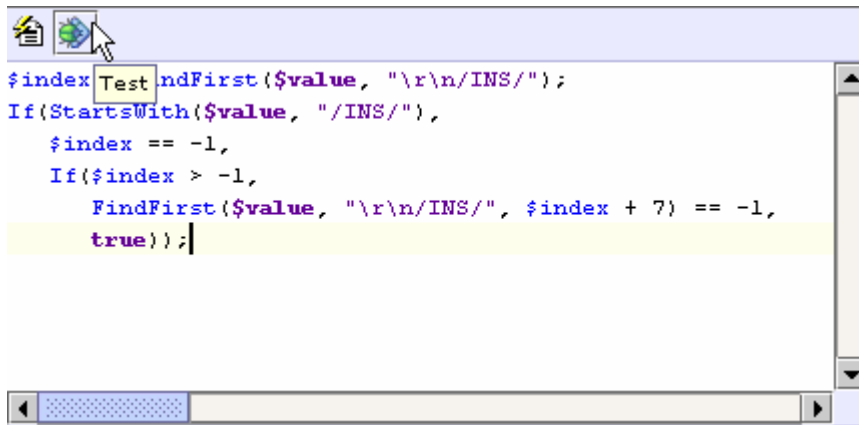 Test
$index ndFirst($value, "\r\n/INS/");
If(StartsWith($value, "/INS/"),
$index == -1,
If($index > -1,
FindFirst($value, "\r\n/INS/", $index + 7) == -1,
true));